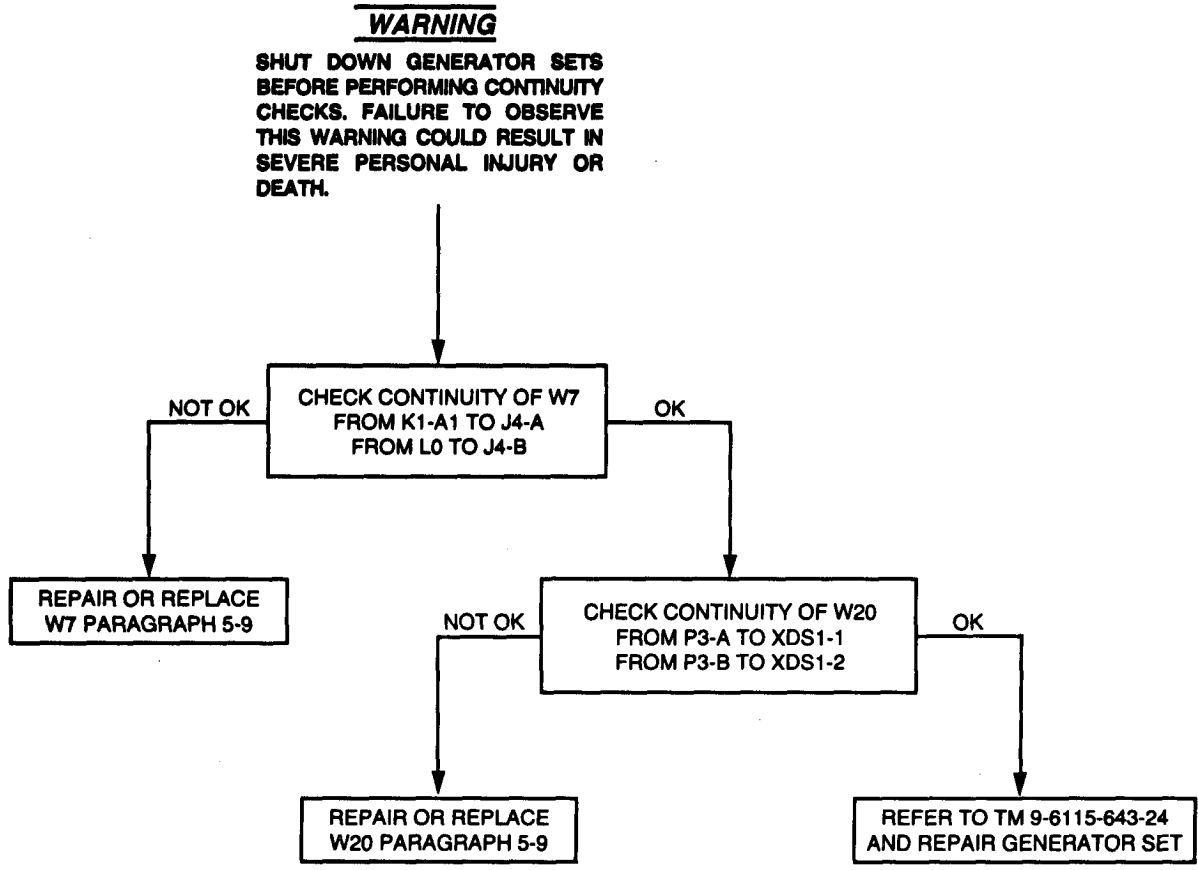 WARNING
SHUT DOWN GENERATOR SETS
BEFORE PERFORMING CONTINUITY
CHECKS. FAILURE TO OBSERVE
THIS WARNING COULD RESULT IN
SEVERE PERSONAL INJURY OR
DEATH.
CHECK CONTINUITY OF W7
FROM K1-A1 TO J4-A
FROM L0 TO J4-B
NOT OK
OK
REPAIR OR REPLACE
W7 PARAGRAPH 5-9
CHECK CONTINUITY OF W20
FROM P3-A TO XDS1-1
FROM P3-B TO XDS1-2
NOT OK
OK
REPAIR OR REPLACE
W20 PARAGRAPH 5-9
REFER TO TM 9-6115-643-24
AND REPAIR GENERATOR SET